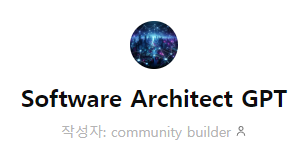 Software Architect GPT
작성자: community builder